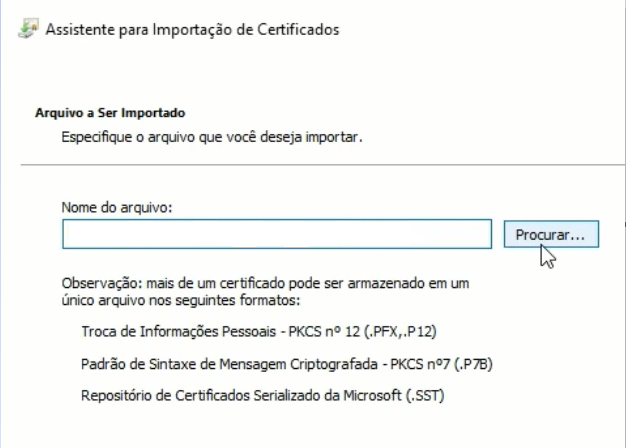 Assistente para Importação de Certificados
Arquivo a Ser Importado
Especifique o arquivo que você deseja importar.
Nome do arquivo:
Procurar...
Observação: mais de um certificado pode ser armazenado em um
único arquivo nos seguintes formatos:
Troca de Informações Pessoais - PKCS nº 12 (.PFX,.P12)
Padrão de Sintaxe de Mensagem Criptografada - PKCS nº7 (.P7B)
Repositório de Certificados Serializado da Microsoft (.SST)